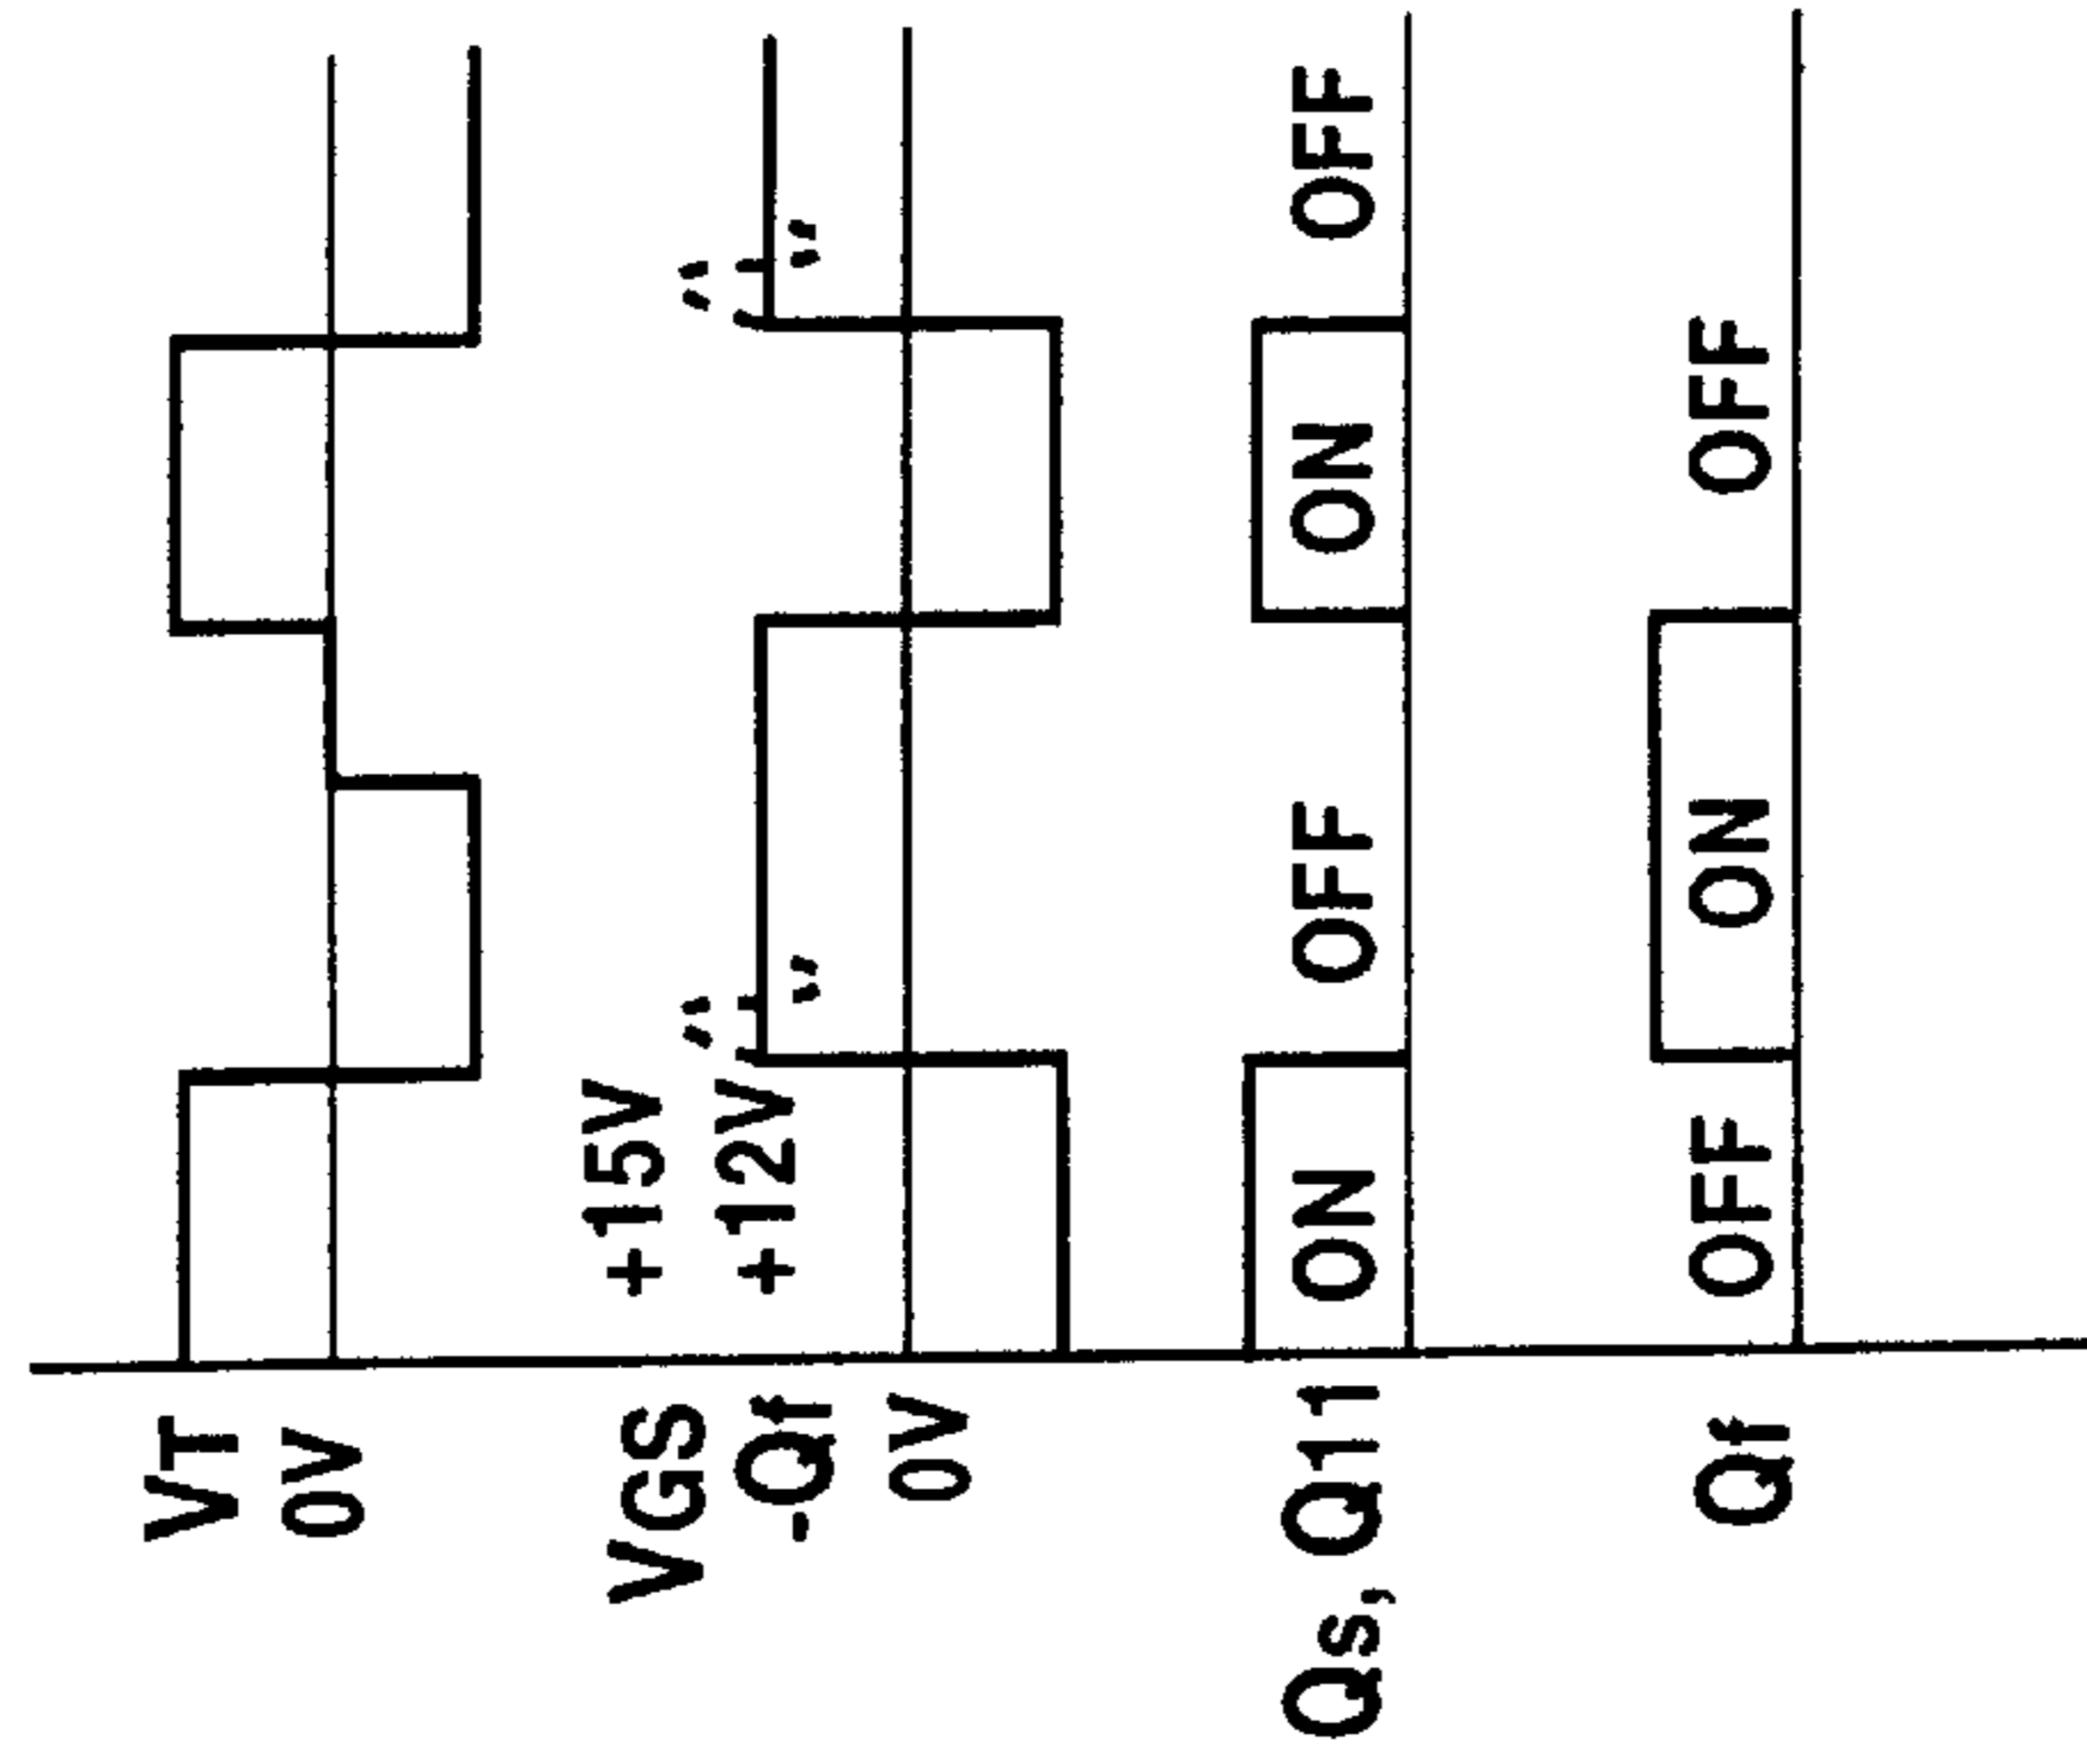 VT
0V
+15V
VGS
+12V
-Qf
0V
Qs, Q11 ON OFF ON OFF
Qf OFF ON OFF